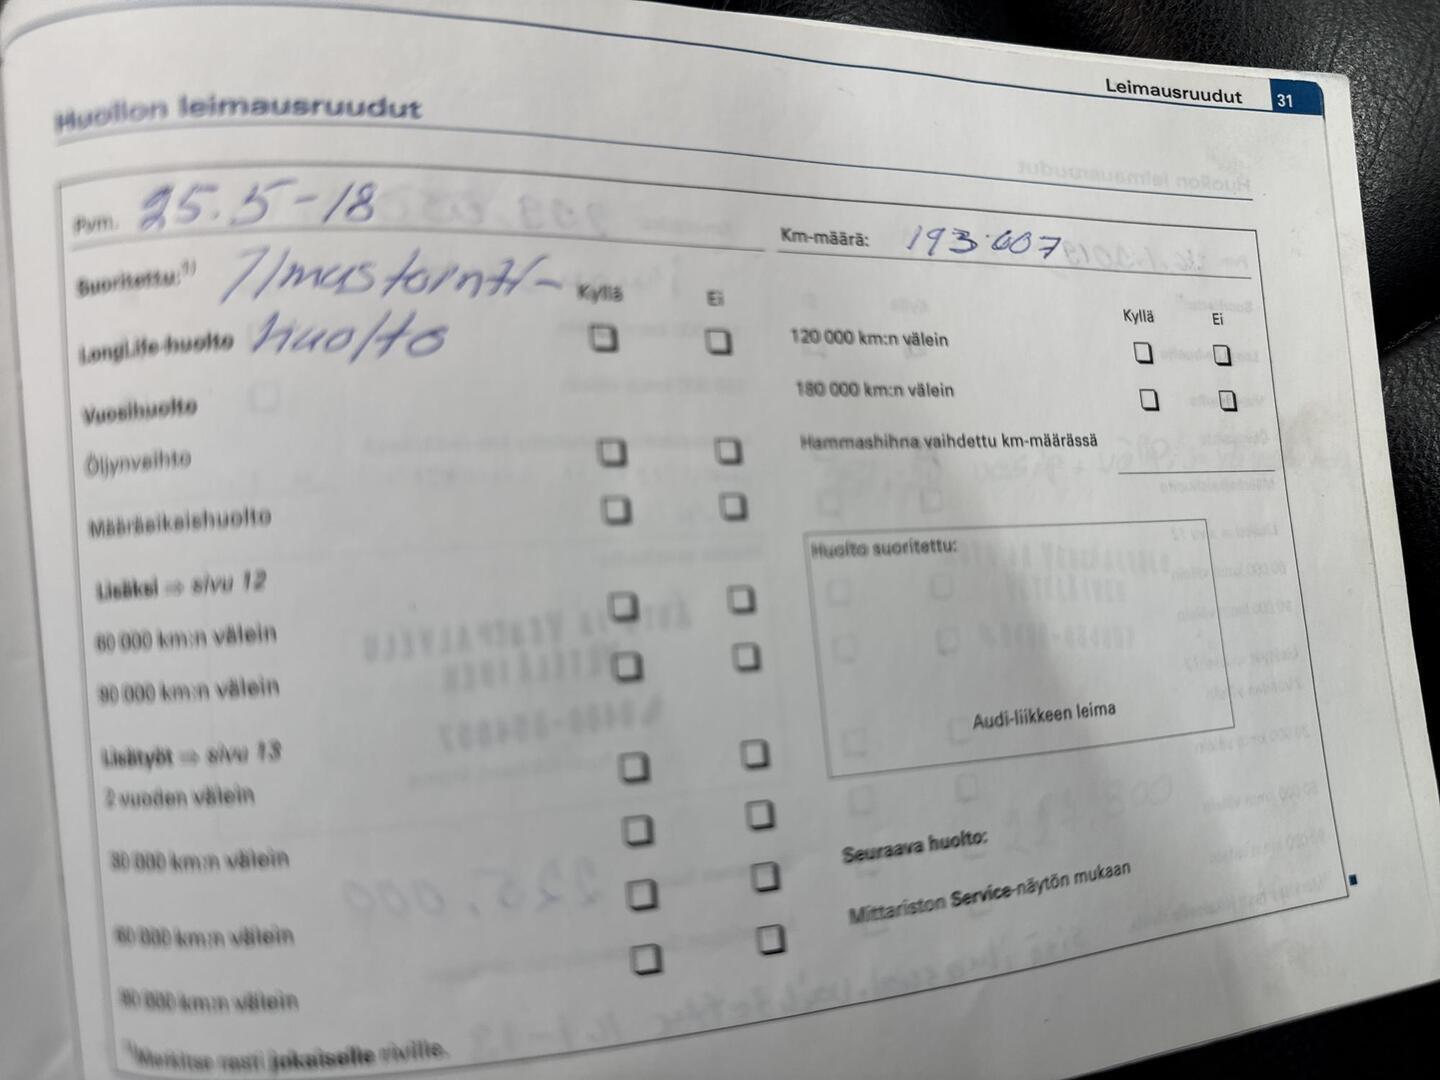 Leimausruudut 31
Huollon leimausruudut
Pvm. 25.5-18
Km-määrä: 193.607
Suoritettu:¹⁾ Ilmastointi-
Kyllä Ei
LongLife-huolto huolto
Vuosihuolto
Öljynvaihto
Määräaikaishuolto
Lisäksi ⇒ sivu 12
60 000 km:n välein
90 000 km:n välein
Lisätyöt ⇒ sivu 13
2 vuoden välein
30 000 km:n välein
60 000 km:n välein
90 000 km:n välein
¹⁾Merkitse rasti jokaiselle riville.
Kyllä Ei
120 000 km:n välein
180 000 km:n välein
Hammashihna vaihdettu km-määrässä
Huolto suoritettu:
Audi-liikkeen leima
Seuraava huolto:
Mittariston Service-näytön mukaan